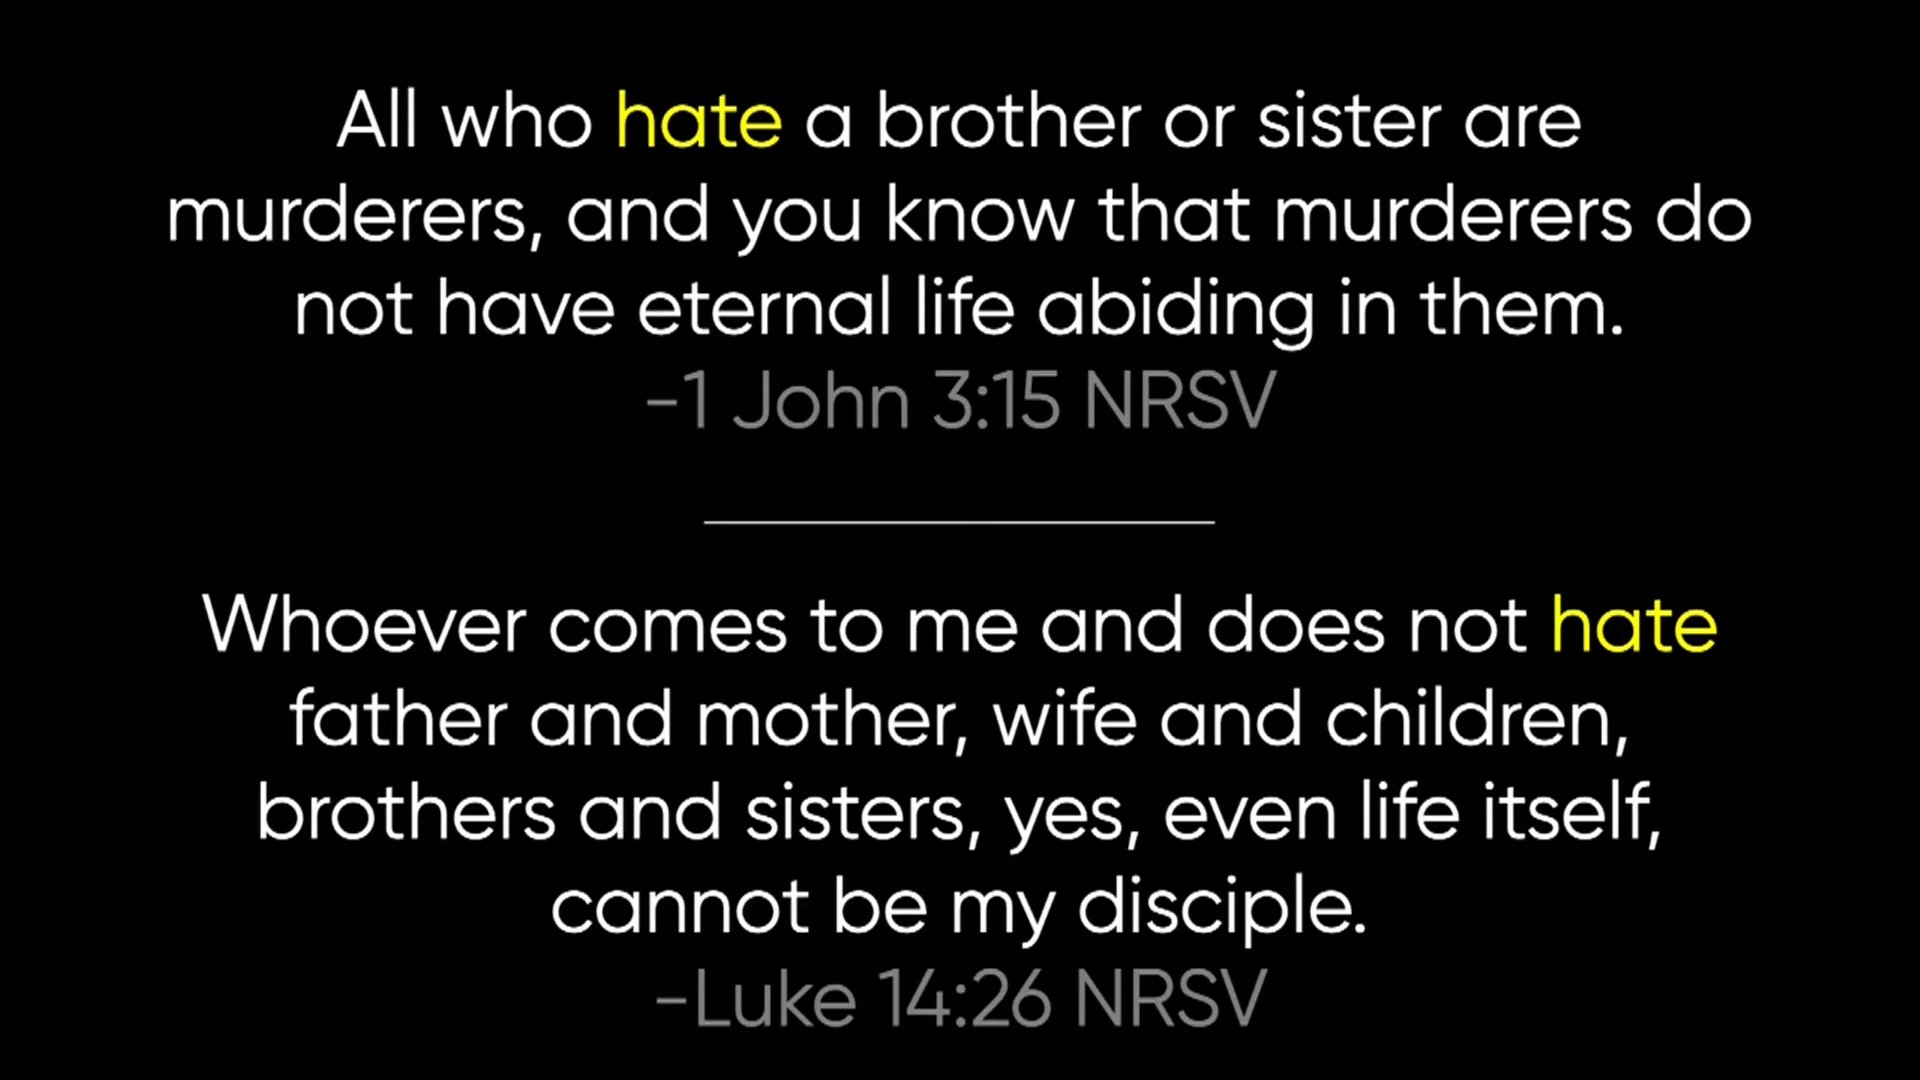 All who hate a brother or sister are
murderers, and you know that murderers do
not have eternal life abiding in them.
-1 John 3:15 NRSV
Whoever comes to me and does not hate
father and mother, wife and children,
brothers and sisters, yes, even life itself,
cannot be my disciple.
-Luke 14:26 NRSV